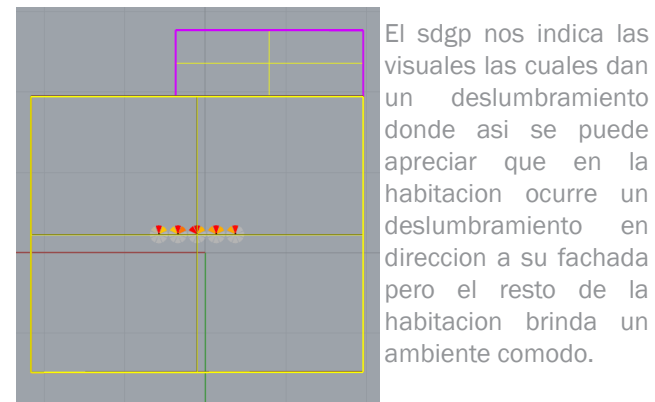 El sdgp nos indica las
visuales las cuales dan
un deslumbramiento
donde asi se puede
apreciar que en la
habitacion ocurre un
deslumbramiento en
direccion a su fachada
pero el resto de la
habitacion brinda un
ambiente comodo.